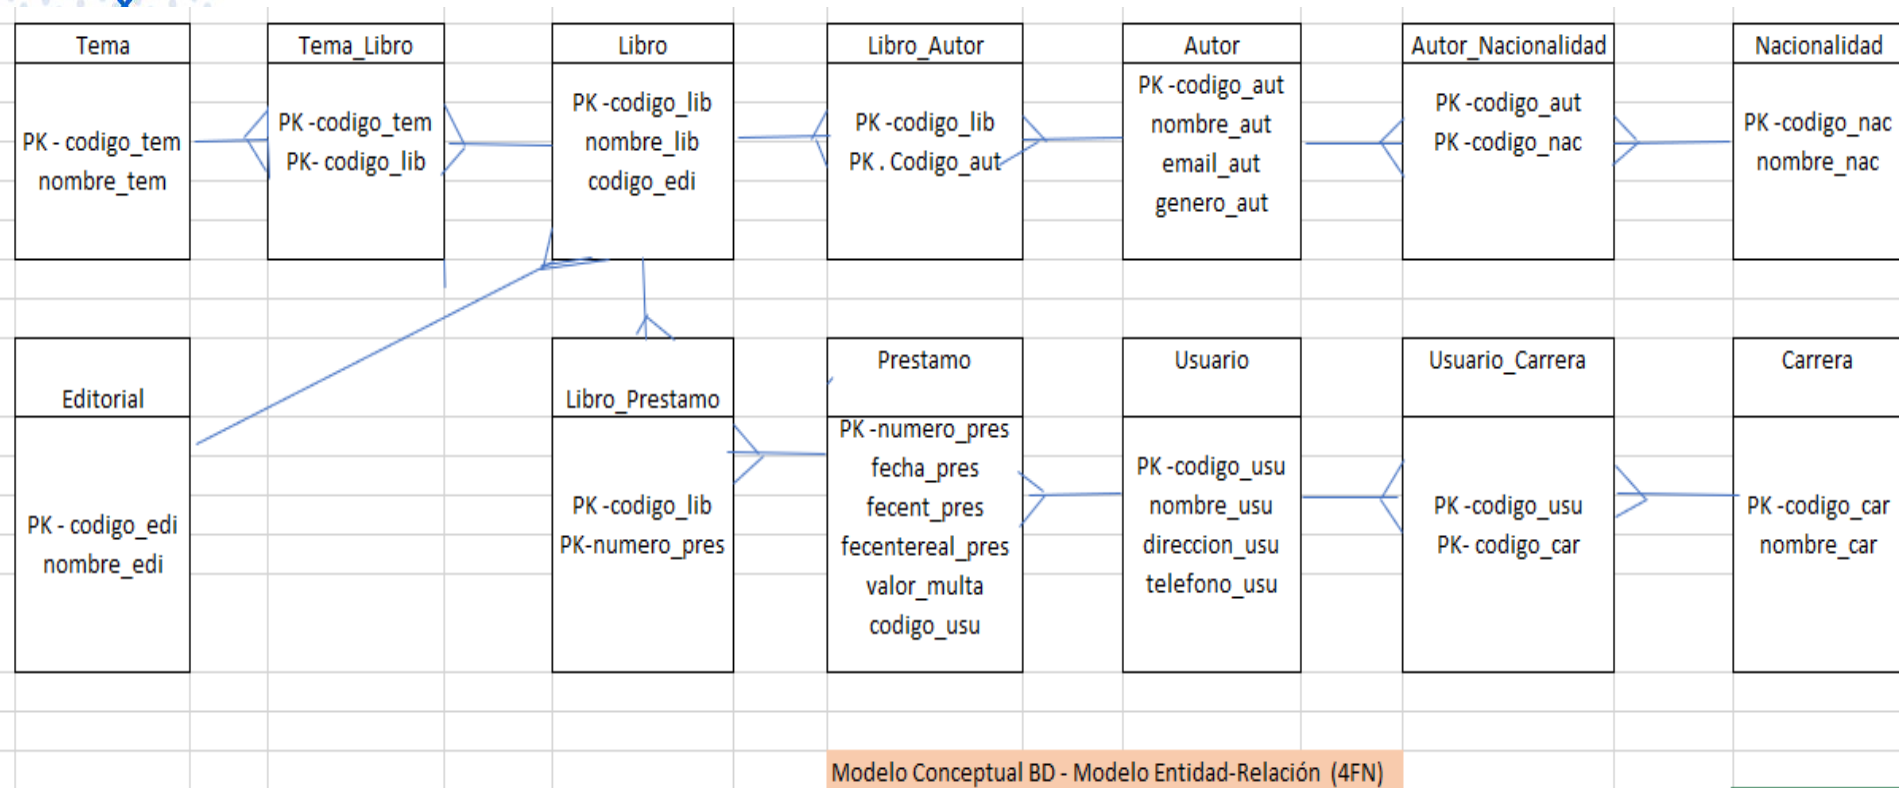 Tema
PK - codigo_tem
nombre_tem
Tema_Libro
PK -codigo_tem
PK- codigo_lib
Libro
PK -codigo_lib
nombre_lib
codigo_edi
Libro_Autor
PK -codigo_lib
PK . Codigo_aut
Autor
PK -codigo_aut
nombre_aut
email_aut
genero_aut
Autor_Nacionalidad
PK -codigo_aut
PK -codigo_nac
Nacionalidad
PK -codigo_nac
nombre_nac
Editorial
PK - codigo_edi
nombre_edi
Libro_Prestamo
PK -codigo_lib
PK-numero_pres
Prestamo
PK -numero_pres
fecha_pres
fecent_pres
fecentereal_pres
valor_multa
codigo_usu
Usuario
PK -codigo_usu
nombre_usu
direccion_usu
telefono_usu
Usuario_Carrera
PK -codigo_usu
PK- codigo_car
Carrera
PK -codigo_car
nombre_car
Modelo Conceptual BD - Modelo Entidad-Relación (4FN)